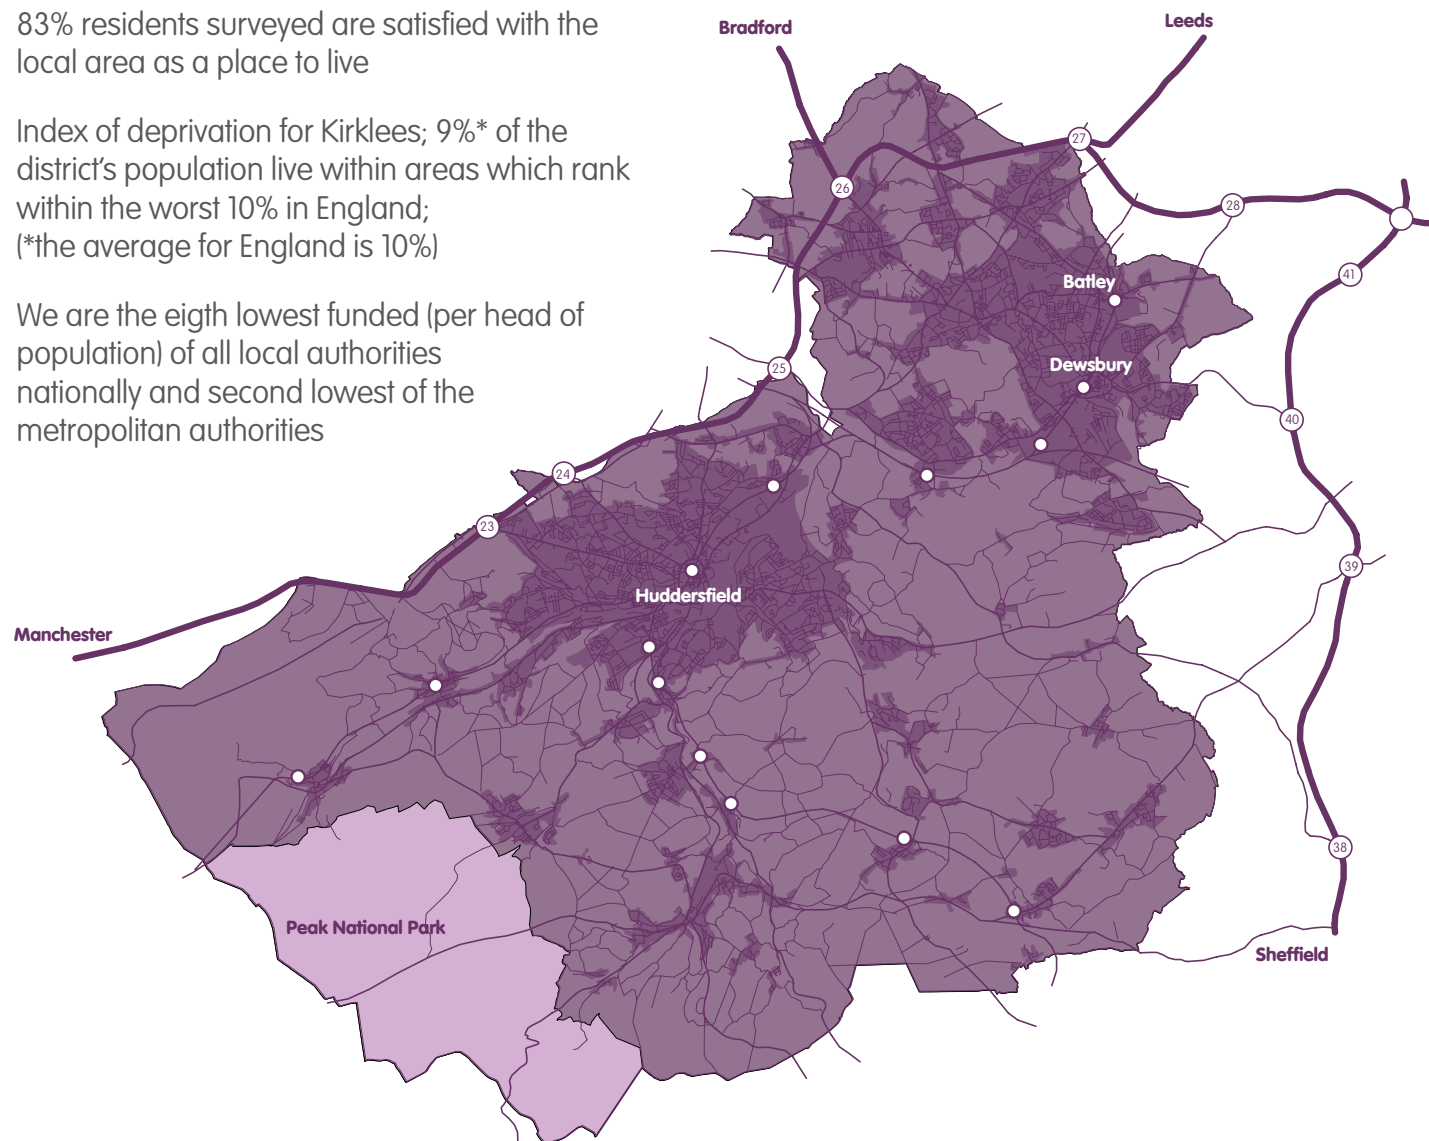 83% residents surveyed are satisfied with the
local area as a place to live
Index of deprivation for Kirklees; 9%* of the
district's population live within areas which rank
within the worst 10% in England;
(*the average for England is 10%)
We are the eigth lowest funded (per head of
population) of all local authorities
nationally and second lowest of the
metropolitan authorities
Bradford
Leeds
27
26
28
41
Batley
25
Dewsbury
40
24
23
39
Huddersfield
Manchester
38
Peak National Park
Sheffield